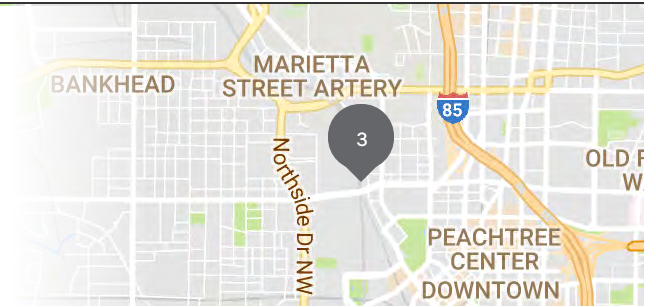 MARIETTA
STREET ARTERY
BANKHEAD
85
3
Northside Dr NW
OLD F
W
PEACHTREE
CENTER
DOWNTOWN